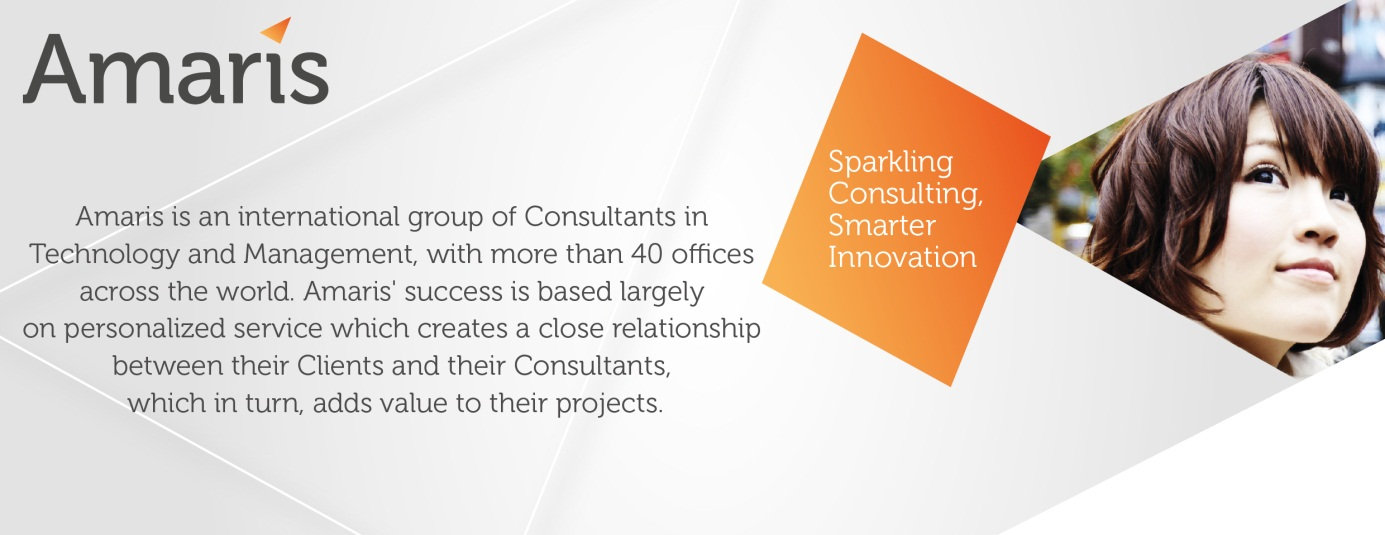 Amaris
Amaris is an international group of Consultants in
Technology and Management, with more than 40 offices
across the world. Amaris' success is based largely
on personalized service which creates a close relationship
between their Clients and their Consultants,
which in turn, adds value to their projects.
Sparkling
Consulting,
Smarter
Innovation